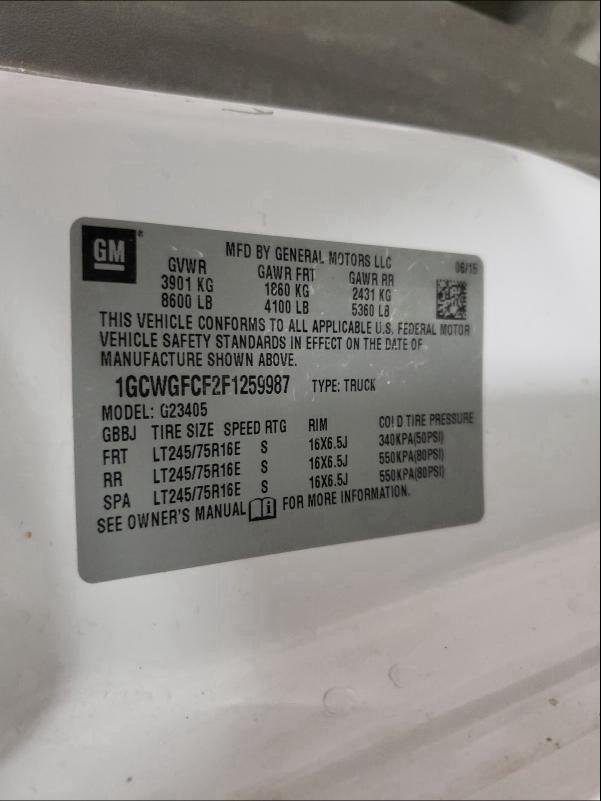 GM®
MFD BY GENERAL MOTORS LLC 06/15
GVWR GAWR FRT GAWR RR
3901 KG 1860 KG 2431 KG
8600 LB 4100 LB 5360 LB
THIS VEHICLE CONFORMS TO ALL APPLICABLE U.S. FEDERAL MOTOR
VEHICLE SAFETY STANDARDS IN EFFECT ON THE DATE OF
MANUFACTURE SHOWN ABOVE.
1GCWGFCF2F1259987 TYPE: TRUCK
MODEL: G23405
GBBJ TIRE SIZE SPEED RTG RIM COLD TIRE PRESSURE
FRT LT245/75R16E S 16X6.5J 340KPA(50PSI)
RR LT245/75R16E S 16X6.5J 550KPA(80PSI)
SPA LT245/75R16E S 16X6.5J 550KPA(80PSI)
SEE OWNER'S MANUAL FOR MORE INFORMATION.